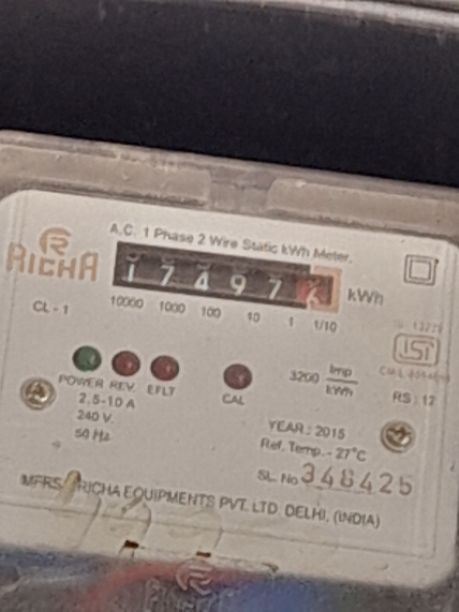 A.C. 1 Phase 2 Wire Static kWh Meter.
RICHA
1 7 4 9 7
kWh
CL - 1
10000 1000 100 10 1 1/10
ISI
POWER REV. EFLT
CAL
3200 Imp/kWh
RS : 12
2.5-10 A
240 V.
50 Hz
YEAR : 2015
Ref. Temp. - 27°C
SL. No 348425
MFRS. RICHA EQUIPMENTS PVT. LTD. DELHI, (INDIA)